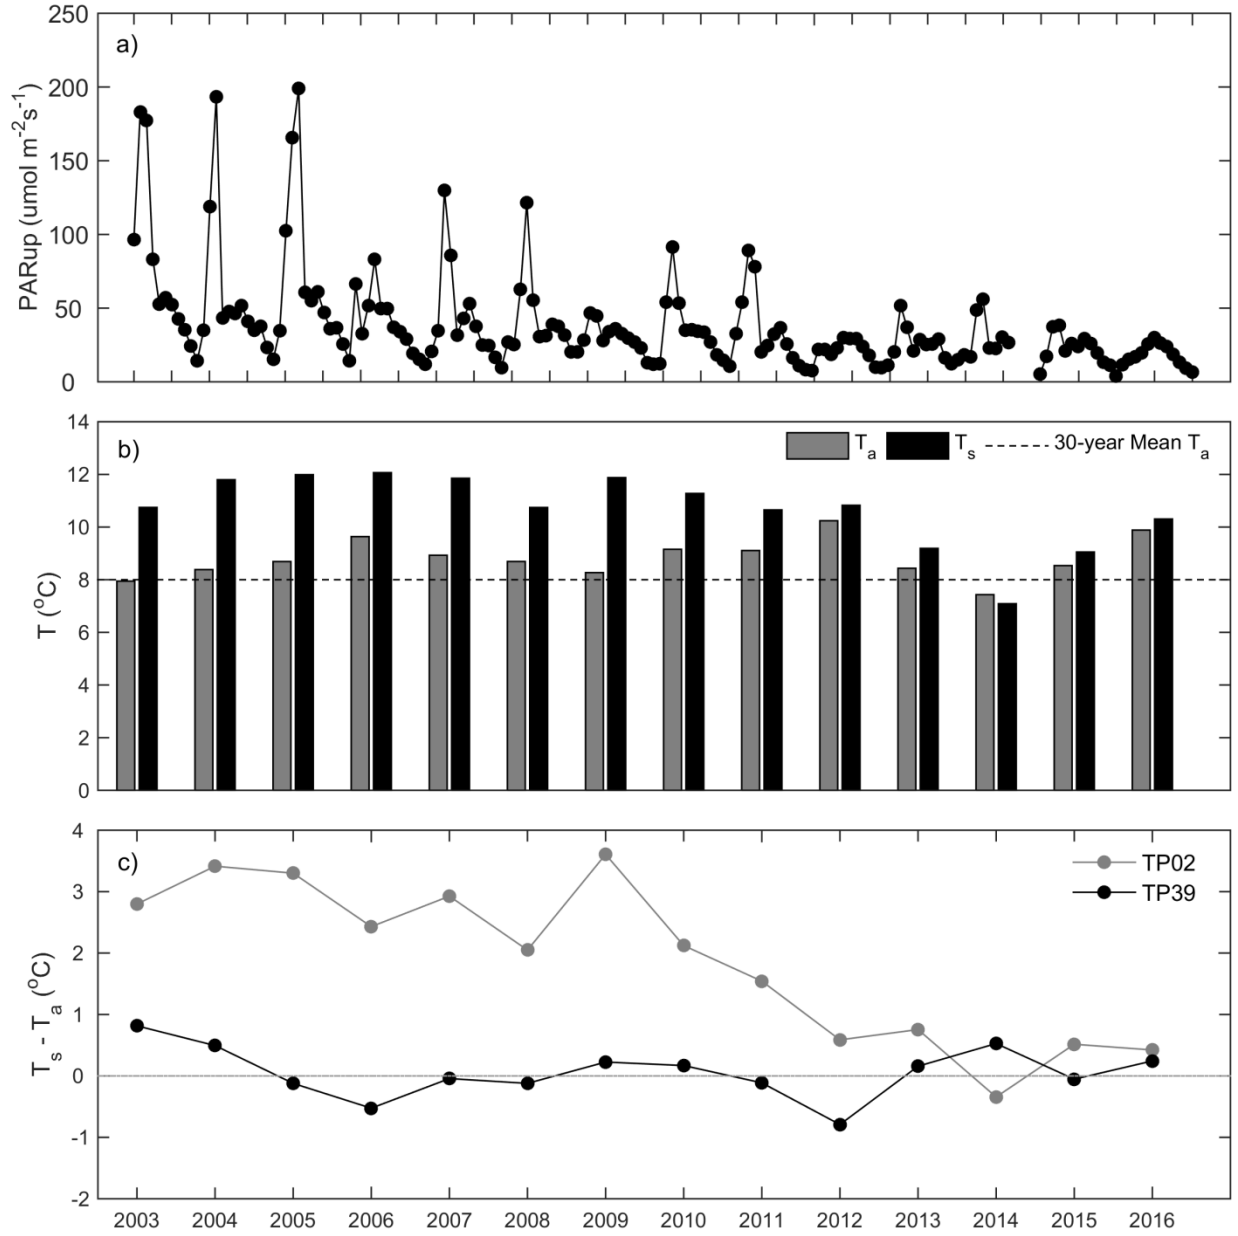 a)
PARup (umol m⁻²s⁻¹)
250
200
150
100
50
0
b)
Tₐ
Tₛ
30-year Mean Tₐ
T (°C)
14
12
10
8
6
4
2
0
c)
TP02
TP39
Tₛ - Tₐ (°C)
4
3
2
1
0
-1
-2
2003 2004 2005 2006 2007 2008 2009 2010 2011 2012 2013 2014 2015 2016